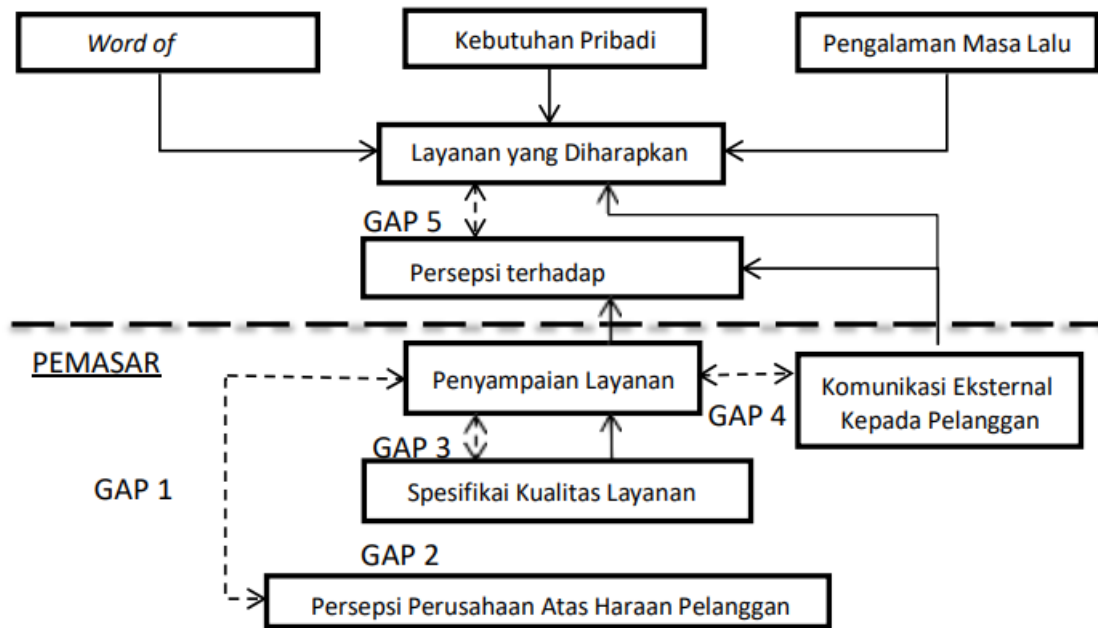 Word of
Kebutuhan Pribadi
Pengalaman Masa Lalu
Layanan yang Diharapkan
GAP 5
Persepsi terhadap
PEMASAR
Penyampaian Layanan
Komunikasi Eksternal
Kepada Pelanggan
GAP 4
GAP 3
GAP 1
Spesifikai Kualitas Layanan
GAP 2
Persepsi Perusahaan Atas Haraan Pelanggan